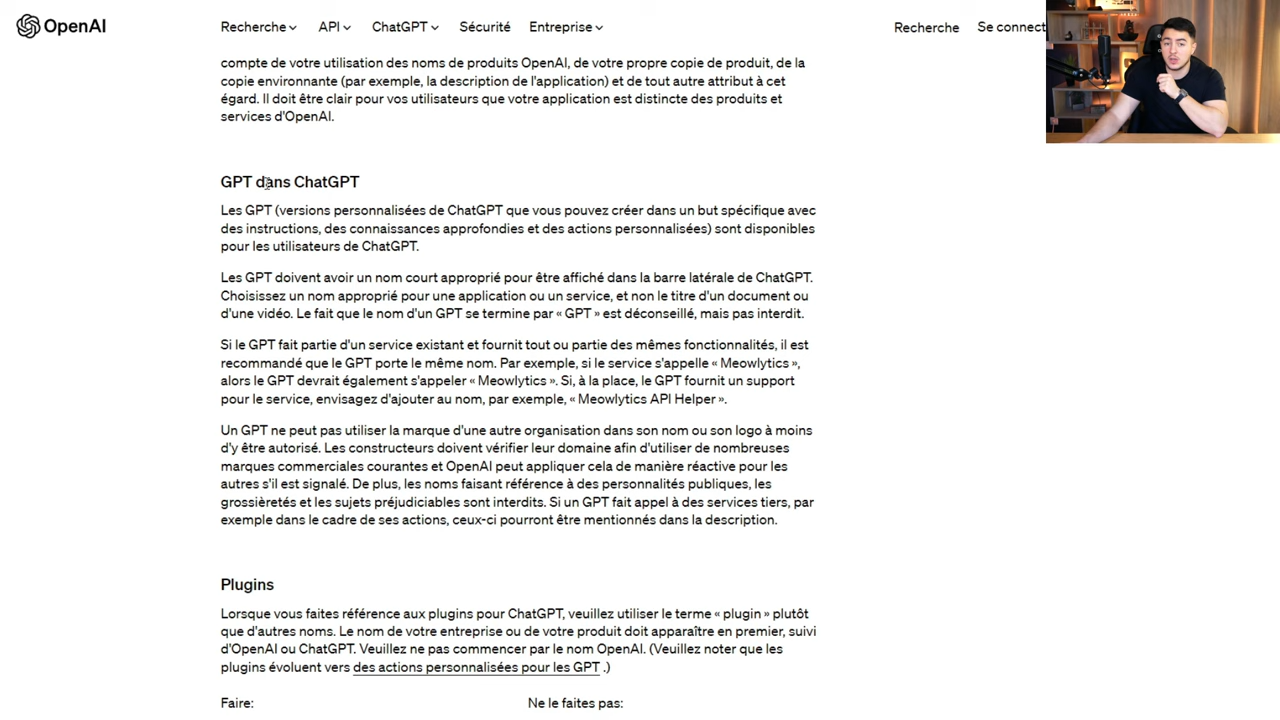 OpenAI
Recherche API ChatGPT Sécurité Entreprise Recherche Se connect
compte de votre utilisation des noms de produits OpenAI, de votre propre copie de produit, de la
copie environnante (par exemple, la description de l'application) et de tout autre attribut à cet
égard. Il doit être clair pour vos utilisateurs que votre application est distincte des produits et
services d'OpenAI.
GPT dans ChatGPT
Les GPT (versions personnalisées de ChatGPT que vous pouvez créer dans un but spécifique avec
des instructions, des connaissances approfondies et des actions personnalisées) sont disponibles
pour les utilisateurs de ChatGPT.
Les GPT doivent avoir un nom court approprié pour être affiché dans la barre latérale de ChatGPT.
Choisissez un nom approprié pour une application ou un service, et non le titre d'un document ou
d'une vidéo. Le fait que le nom d'un GPT se termine par « GPT » est déconseillé, mais pas interdit.
Si le GPT fait partie d'un service existant et fournit tout ou partie des mêmes fonctionnalités, il est
recommandé que le GPT porte le même nom. Par exemple, si le service s'appelle « Meowlytics »,
alors le GPT devrait également s'appeler « Meowlytics ». Si, à la place, le GPT fournit un support
pour le service, envisagez d'ajouter au nom, par exemple, « Meowlytics API Helper ».
Un GPT ne peut pas utiliser la marque d'une autre organisation dans son nom ou son logo à moins
d'y être autorisé. Les constructeurs doivent vérifier leur domaine afin d'utiliser de nombreuses
marques commerciales courantes et OpenAI peut appliquer cela de manière réactive pour les
autres s'il est signalé. De plus, les noms faisant référence à des personnalités publiques, les
grossièretés et les sujets préjudiciables sont interdits. Si un GPT fait appel à des services tiers, par
exemple dans le cadre de ses actions, ceux-ci pourront être mentionnés dans la description.
Plugins
Lorsque vous faites référence aux plugins pour ChatGPT, veuillez utiliser le terme « plugin » plutôt
que d'autres noms. Le nom de votre entreprise ou de votre produit doit apparaître en premier, suivi
d'OpenAI ou ChatGPT. Veuillez ne pas commencer par le nom OpenAI. (Veuillez noter que les
plugins évoluent vers des actions personnalisées pour les GPT .)
Faire: Ne le faites pas: